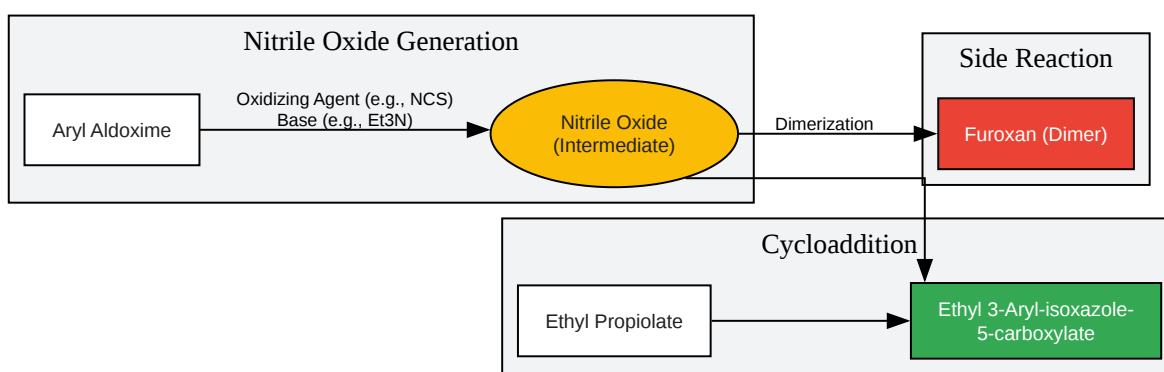 Nitrile Oxide Generation
Side Reaction
Aryl Aldoxime
Oxidizing Agent (e.g., NCS)
Base (e.g., Et3N)
Nitrile Oxide
(Intermediate)
Dimerization
Furoxan (Dimer)
Cycloaddition
Ethyl Propiolate
Ethyl 3-Aryl-isoxazole-
5-carboxylate